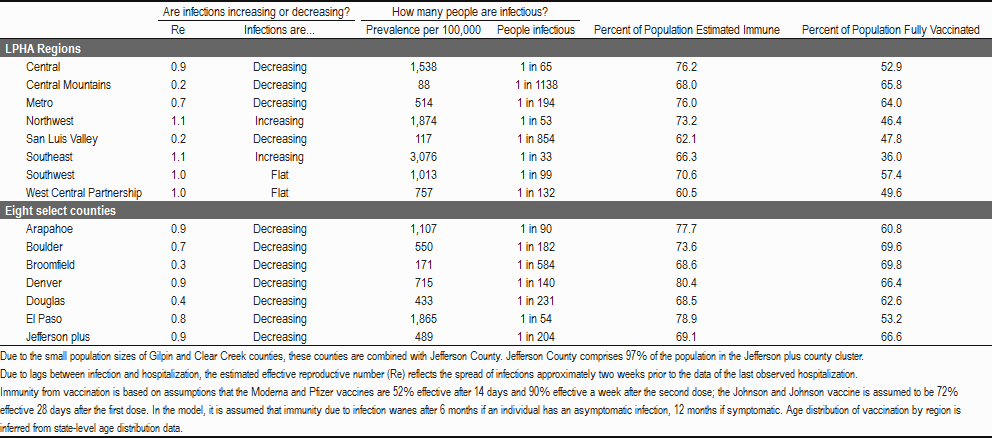 Are infections increasing or decreasing? How many people are infectious?
Re Infections are... Prevalence per 100,000 People infectious Percent of Population Estimated Immune Percent of Population Fully Vaccinated
LPHA Regions
Central 0.9 Decreasing 1,538 1 in 65 76.2 52.9
Central Mountains 0.2 Decreasing 88 1 in 1138 68.0 65.8
Metro 0.7 Decreasing 514 1 in 194 76.0 64.0
Northwest 1.1 Increasing 1,874 1 in 53 73.2 46.4
San Luis Valley 0.2 Decreasing 117 1 in 854 62.1 47.8
Southeast 1.1 Increasing 3,076 1 in 33 66.3 36.0
Southwest 1.0 Flat 1,013 1 in 99 70.6 57.4
West Central Partnership 1.0 Flat 757 1 in 132 60.5 49.6
Eight select counties
Arapahoe 0.9 Decreasing 1,107 1 in 90 77.7 60.8
Boulder 0.7 Decreasing 550 1 in 182 73.6 69.6
Broomfield 0.3 Decreasing 171 1 in 584 68.6 69.8
Denver 0.9 Decreasing 715 1 in 140 80.4 66.4
Douglas 0.4 Decreasing 433 1 in 231 68.5 62.6
El Paso 0.8 Decreasing 1,865 1 in 54 78.9 53.2
Jefferson plus 0.9 Decreasing 489 1 in 204 69.1 66.6
Due to the small population sizes of Gilpin and Clear Creek counties, these counties are combined with Jefferson County. Jefferson County comprises 97% of the population in the Jefferson plus county cluster.
Due to lags between infection and hospitalization, the estimated effective reproductive number (Re) reflects the spread of infections approximately two weeks prior to the data of the last observed hospitalization.
Immunity from vaccination is based on assumptions that the Moderna and Pfizer vaccines are 52% effective after 14 days and 90% effective a week after the second dose; the Johnson and Johnson vaccine is assumed to be 72%
effective 28 days after the first dose. In the model, it is assumed that immunity due to infection wanes after 6 months if an individual has an asymptomatic infection, 12 months if symptomatic. Age distribution of vaccination by region is
inferred from state-level age distribution data.